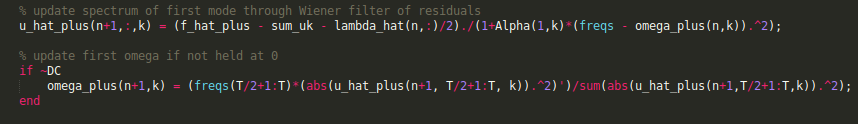 % update spectrum of first mode through Wiener filter of residuals
u_hat_plus(n+1,:,k) = (f_hat_plus - sum_uk - lambda_hat(n,:)/2)./(1+Alpha(1,k)*(freqs - omega_plus(n,k)).^2);
% update first omega if not held at 0
if ~DC
omega_plus(n+1,k) = (freqs(T/2+1:T)*(abs(u_hat_plus(n+1, T/2+1:T, k)).^2)')/sum(abs(u_hat_plus(n+1,T/2+1:T,k)).^2);
end